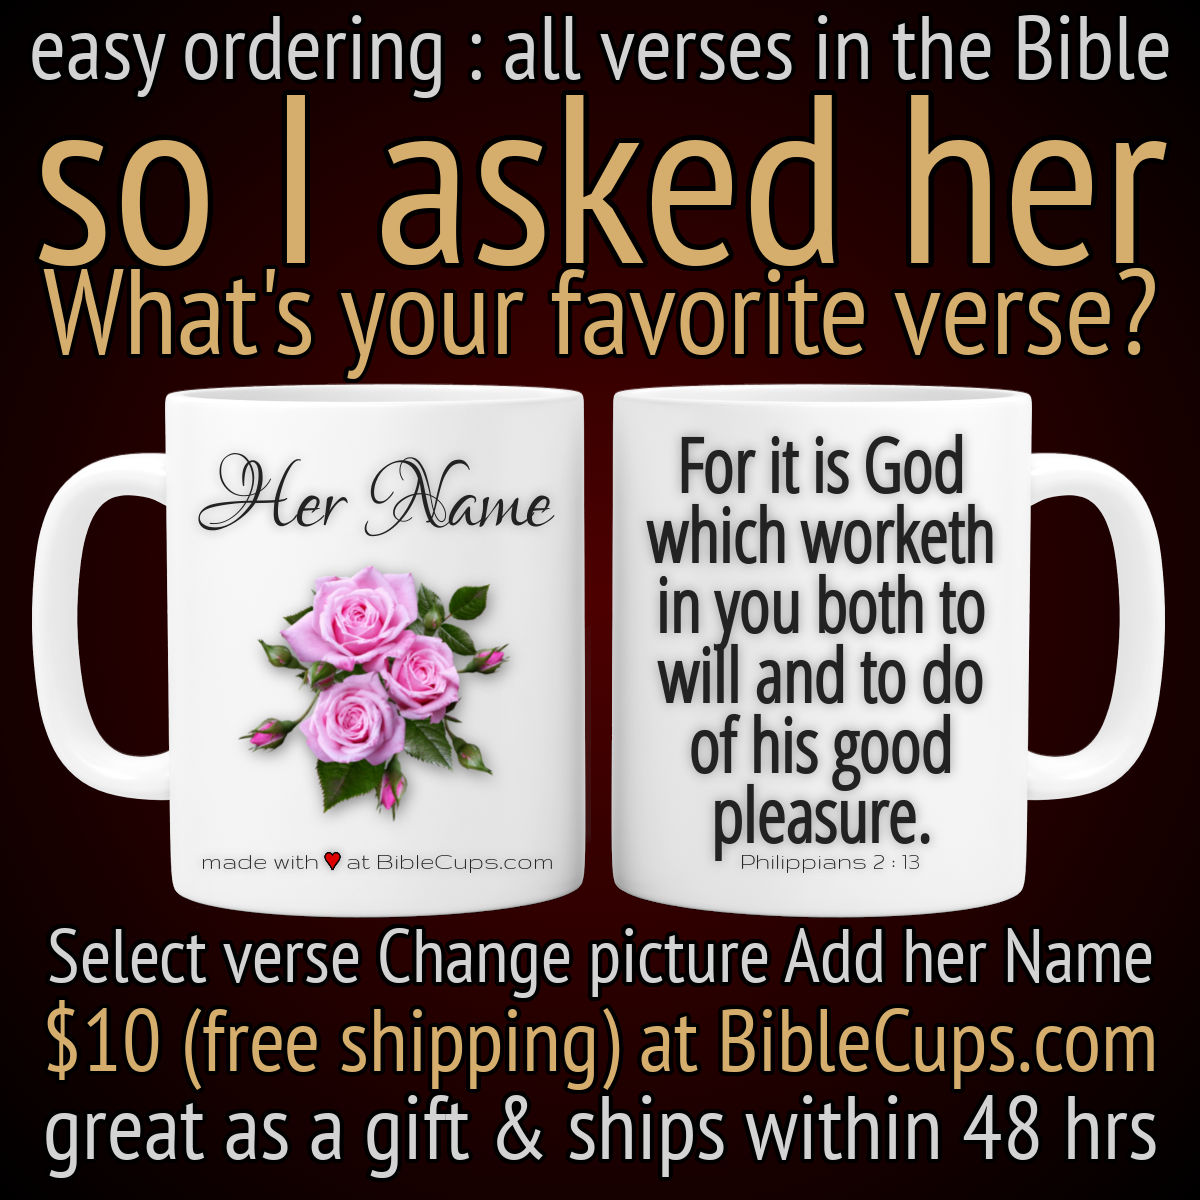 easy ordering : all verses in the Bible
so I asked her
What's your favorite verse?
Her Name
made with ❤ at BibleCups.com
For it is God
which worketh
in you both to
will and to do
of his good
pleasure.
Philippians 2 : 13
Select verse Change picture Add her Name
$10 (free shipping) at BibleCups.com
great as a gift & ships within 48 hrs